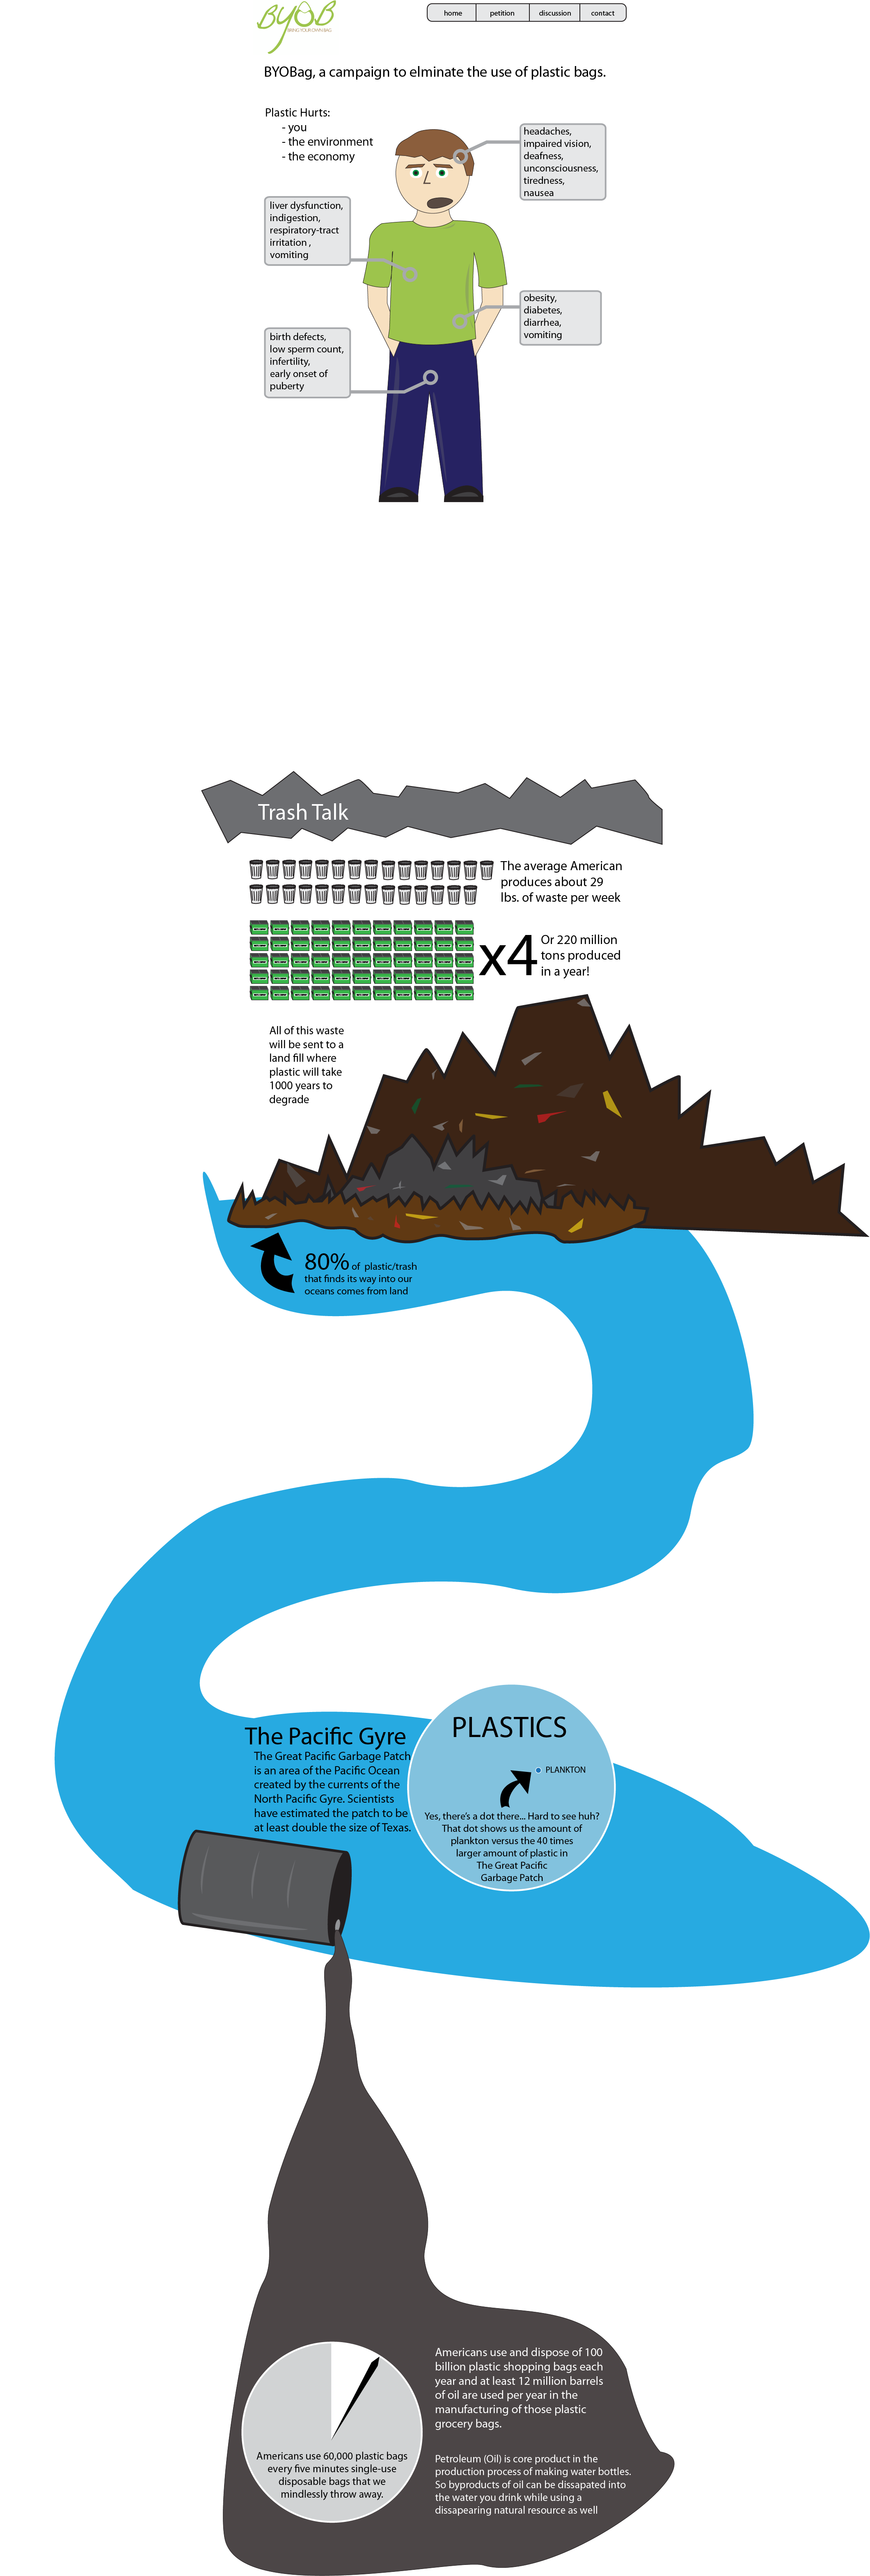 BYOB
BRING YOUR OWN BAG
home petition discussion contact
BYOBag, a campaign to elminate the use of plastic bags.
Plastic Hurts:
- you
- the environment
- the economy
headaches,
impaired vision,
deafness,
unconsciousness,
tiredness,
nausea
liver dysfunction,
indigestion,
respiratory-tract
irritation ,
vomiting
obesity,
diabetes,
diarrhea,
vomiting
birth defects,
low sperm count,
infertility,
early onset of
puberty
Trash Talk
The average American
produces about 29
lbs. of waste per week
x4
Or 220 million
tons produced
in a year!
All of this waste
will be sent to a
land fill where
plastic will take
1000 years to
degrade
80% of plastic/trash
that finds its way into our
oceans comes from land
The Pacific Gyre
The Great Pacific Garbage Patch
is an area of the Pacific Ocean
created by the currents of the
North Pacific Gyre. Scientists
have estimated the patch to be
at least double the size of Texas.
PLASTICS
PLANKTON
Yes, there's a dot there... Hard to see huh?
That dot shows us the amount of
plankton versus the 40 times
larger amount of plastic in
The Great Pacific
Garbage Patch
Americans use and dispose of 100
billion plastic shopping bags each
year and at least 12 million barrels
of oil are used per year in the
manufacturing of those plastic
grocery bags.
Americans use 60,000 plastic bags
every five minutes single-use
disposable bags that we
mindlessly throw away.
Petroleum (Oil) is core product in the
production process of making water bottles.
So byproducts of oil can be dissapated into
the water you drink while using a
dissapearing natural resource as well